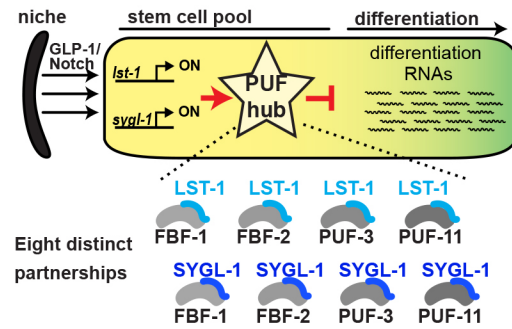 niche
stem cell pool
differentiation
GLP-1/
Notch
lst-1
ON
sygl-1
ON
PUF
hub
differentiation
RNAs
LST-1 LST-1 LST-1 LST-1
FBF-1 FBF-2 PUF-3 PUF-11
Eight distinct
partnerships
SYGL-1 SYGL-1 SYGL-1 SYGL-1
FBF-1 FBF-2 PUF-3 PUF-11